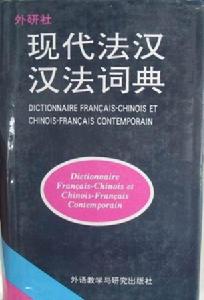 外研社
现代法汉
汉法词典
DICTIONNAIRE FRANÇAIS-CHINOIS ET
CHINOIS-FRANÇAIS CONTEMPORAIN
Dictionnaire
Français-Chinois et
Chinois-Français
Contemporain
外语教学与研究出版社